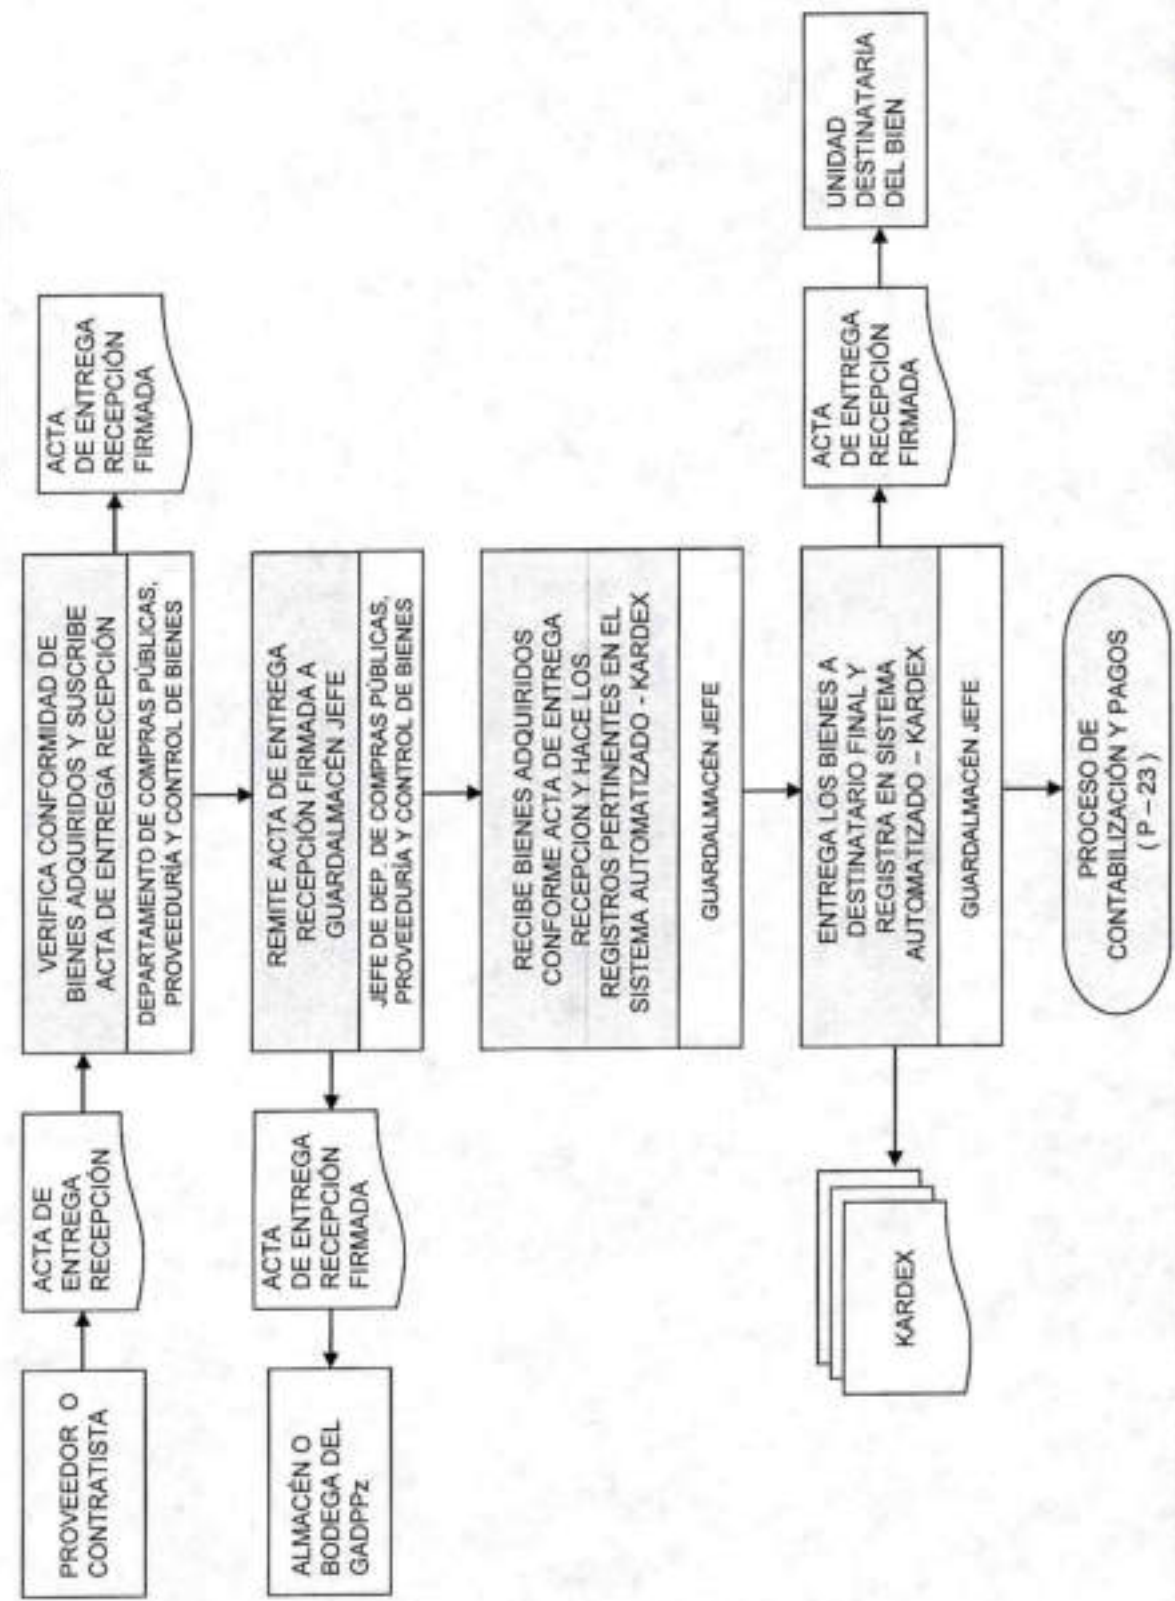 PROVEEDOR O
CONTRATISTA
ACTA DE
ENTREGA
RECEPCIÓN
VERIFICA CONFORMIDAD DE
BIENES ADQUIRIDOS Y SUSCRIBE
ACTA DE ENTREGA RECEPCIÓN
DEPARTAMENTO DE COMPRAS PÚBLICAS,
PROVEEDURÍA Y CONTROL DE BIENES
ACTA
DE ENTREGA
RECEPCIÓN
FIRMADA
ALMACÉN O
BODEGA DEL
GADPPz
ACTA
DE ENTREGA
RECEPCIÓN
FIRMADA
REMITE ACTA DE ENTREGA
RECEPCIÓN FIRMADA A
GUARDALMACÉN JEFE
JEFE DE DEP. DE COMPRAS PÚBLICAS,
PROVEEDURÍA Y CONTROL DE BIENES
RECIBE BIENES ADQUIRIDOS
CONFORME ACTA DE ENTREGA
RECEPCION Y HACE LOS
REGISTROS PERTINENTES EN EL
SISTEMA AUTOMATIZADO - KARDEX
GUARDALMACÉN JEFE
KARDEX
ENTREGA LOS BIENES A
DESTINATARIO FINAL Y
REGISTRA EN SISTEMA
AUTOMATIZADO – KARDEX
GUARDALMACÉN JEFE
ACTA
DE ENTREGA
RECEPCIÓN
FIRMADA
UNIDAD
DESTINATARIA
DEL BIEN
PROCESO DE
CONTABILIZACIÓN Y PAGOS
( P – 23 )